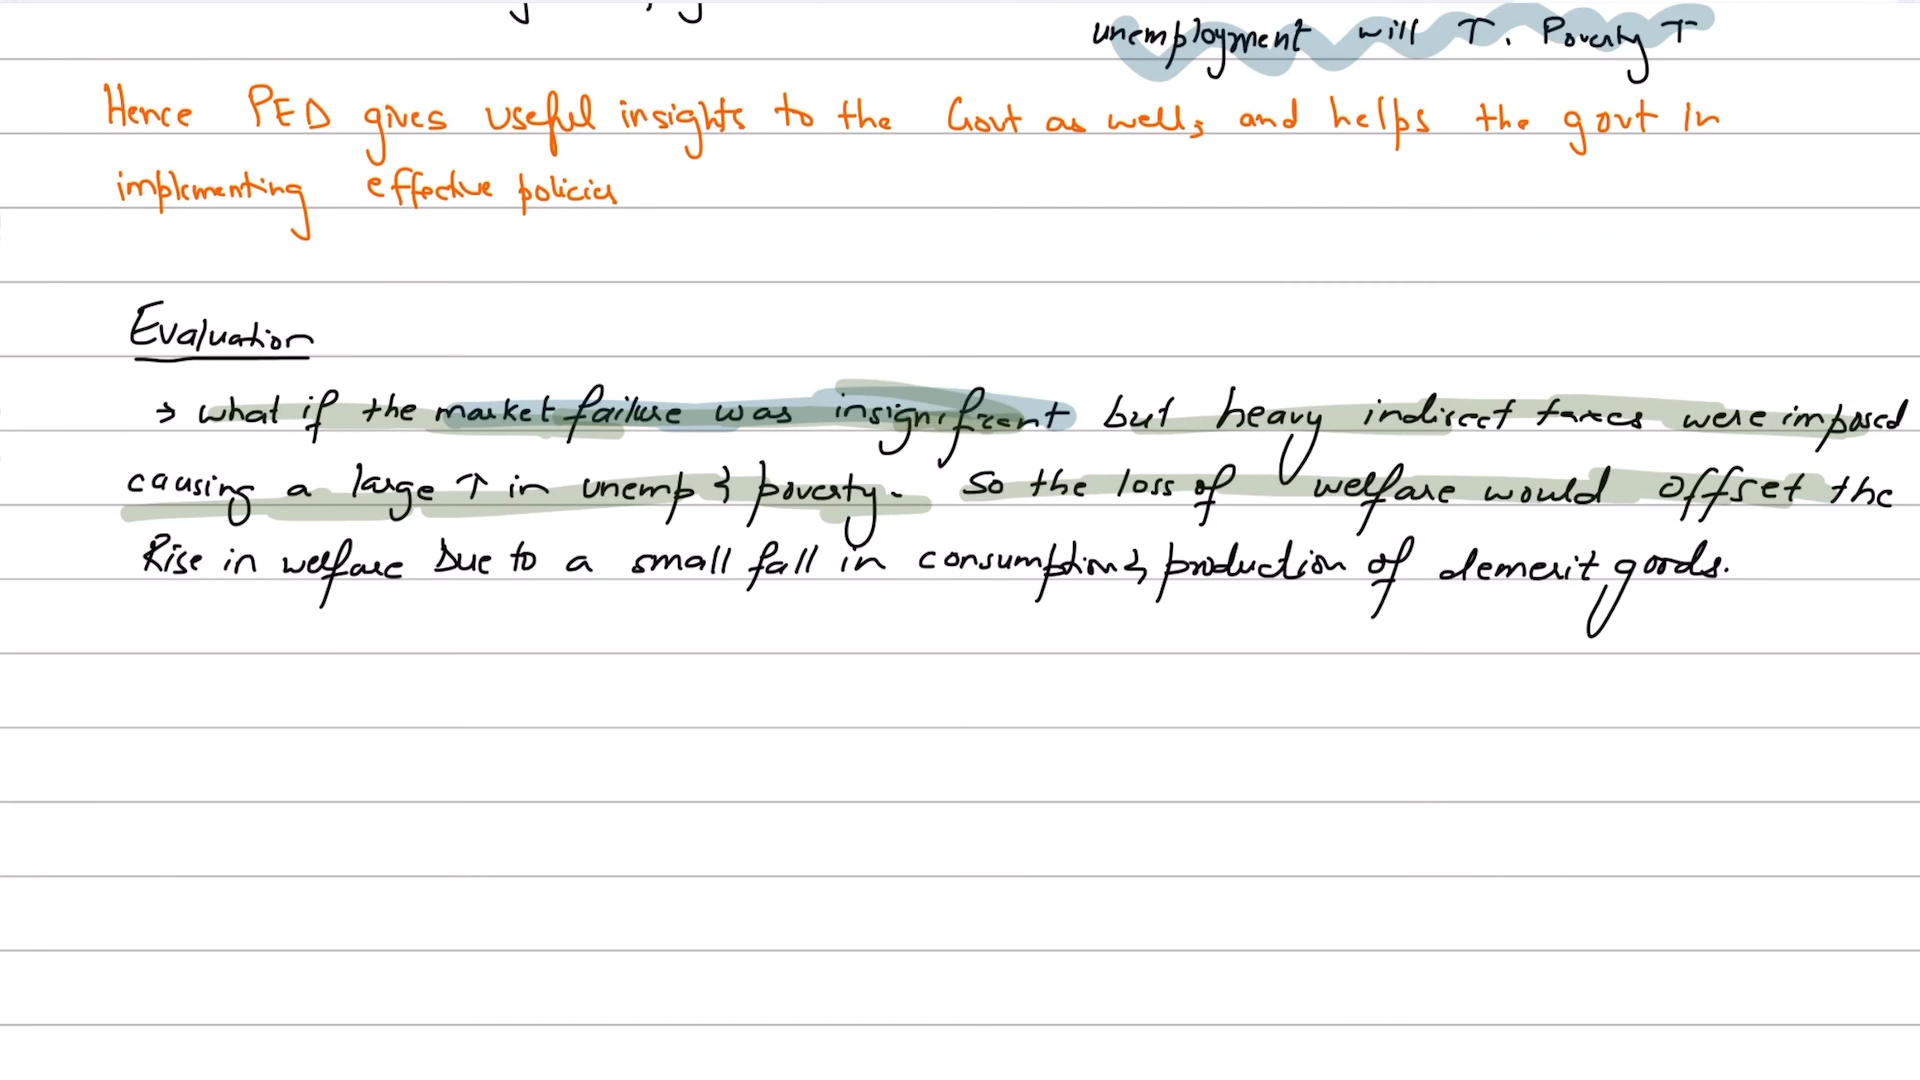 unemployment will ↑. Poverty ↑
Hence PED gives useful insights to the Govt as well; and helps the govt in
implementing effective policies
Evaluation
→ what if the market failure was insignificant but heavy indirect taxes were imposed
causing a large ↑ in unemp & poverty. So the loss of welfare would offset the
Rise in welfare Due to a small fall in consumption & production of demerit goods.